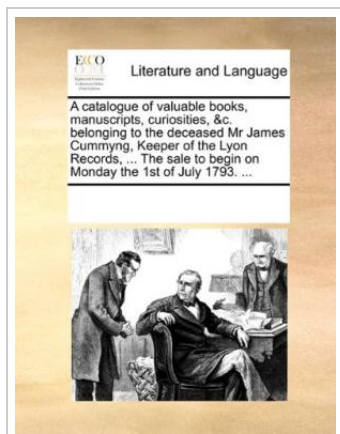 ECCO
Literature and Language
A catalogue of valuable books,
manuscripts, curiosities, &c.
belonging to the deceased Mr James
Cummyng, Keeper of the Lyon
Records, ... The sale to begin on
Monday the 1st of July 1793. ...